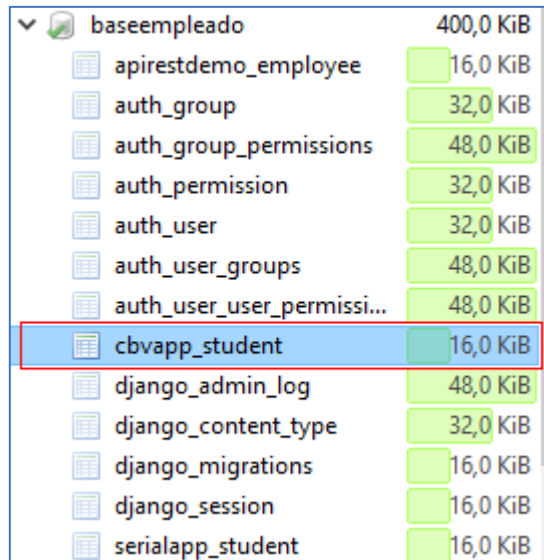 baseempleado 400,0 KiB
apirestdemo_employee 16,0 KiB
auth_group 32,0 KiB
auth_group_permissions 48,0 KiB
auth_permission 32,0 KiB
auth_user 32,0 KiB
auth_user_groups 48,0 KiB
auth_user_user_permissi... 48,0 KiB
cbvapp_student 16,0 KiB
django_admin_log 48,0 KiB
django_content_type 32,0 KiB
django_migrations 16,0 KiB
django_session 16,0 KiB
serialapp_student 16,0 KiB